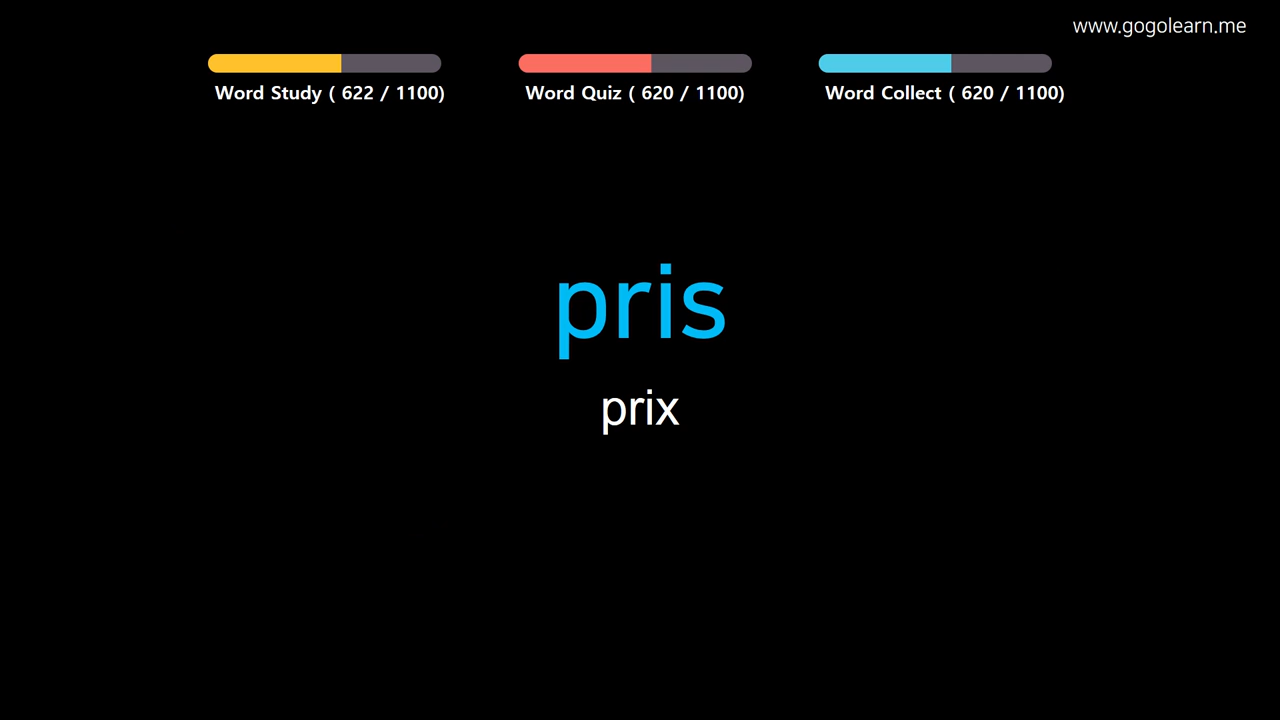 www.gogolearn.me
Word Study ( 622 / 1100)
Word Quiz ( 620 / 1100)
Word Collect ( 620 / 1100)
pris
prix